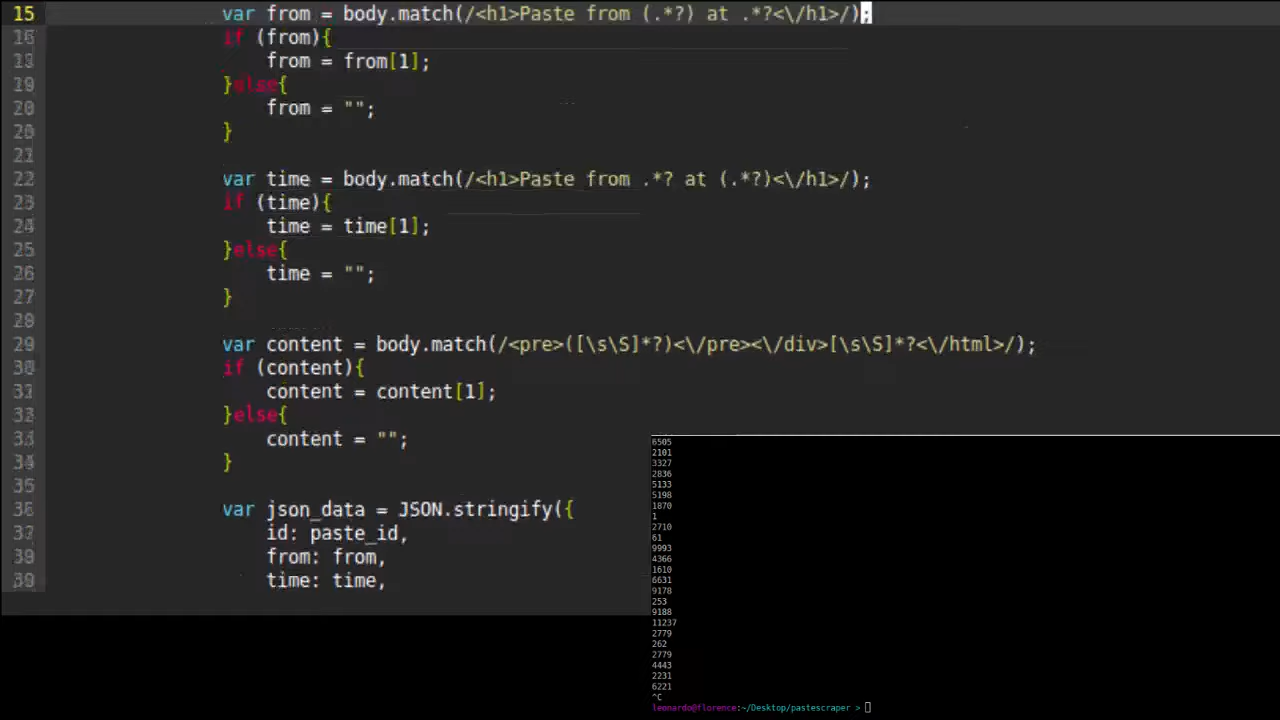 15 var from = body.match(/<h1>Paste from (.*?) at .*?<\/h1>/);
16 if (from){
18 from = from[1];
19 }else{
20 from = "";
20 }
21
22 var time = body.match(/<h1>Paste from .*? at (.*?)<\/h1>/);
23 if (time){
24 time = time[1];
25 }else{
26 time = "";
27 }
28
29 var content = body.match(/<pre>([\s\S]*?)<\/pre><\/div>[\s\S]*?<\/html>/);
30 if (content){
32 content = content[1];
33 }else{
33 content = "";
34 }
35
36 var json_data = JSON.stringify({
37 id: paste_id,
39 from: from,
39 time: time,
6505
2101
3327
2836
5133
5198
1870
1
2710
61
9993
4366
1610
6631
9178
253
9188
11237
2779
262
2779
4443
2231
6221
^C
leonardo@florence:~/Desktop/pastescraper >